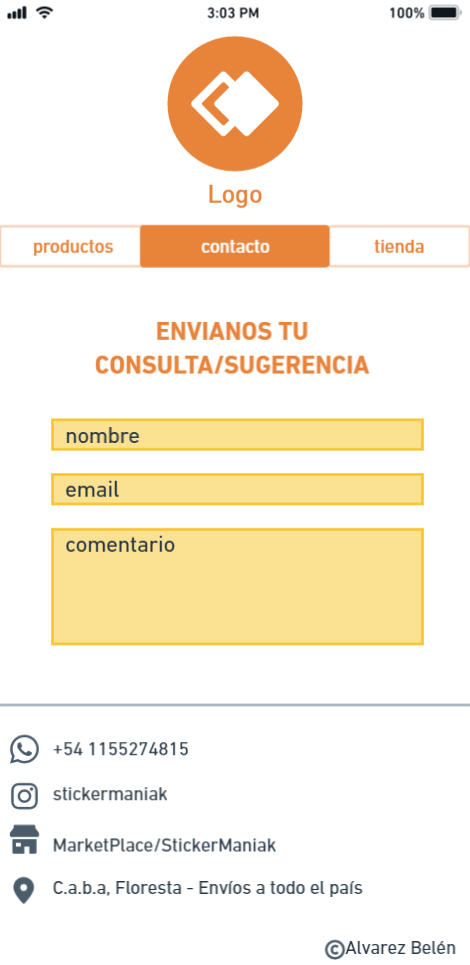 3:03 PM
100%
Logo
productos
contacto
tienda
ENVIANOS TU
CONSULTA/SUGERENCIA
nombre
email
comentario
+54 1155274815
stickermaniak
MarketPlace/StickerManiak
C.a.b.a, Floresta - Envíos a todo el país
©Alvarez Belén